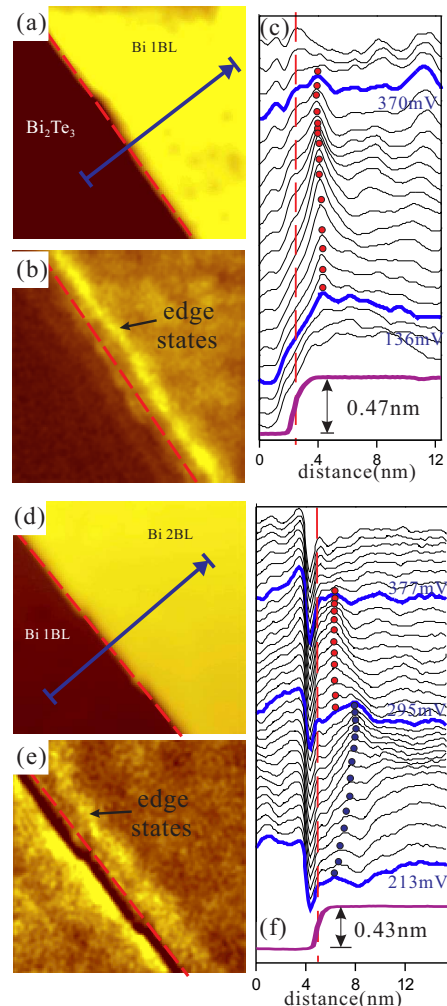 (a)
Bi 1BL
Bi₂Te₃
(b)
edge
states
(c)
370mV
136mV
0.47nm
0 4 8 12
distance(nm)
(d)
Bi 2BL
Bi 1BL
(e)
edge
states
377mV
295mV
213mV
(f)
0.43nm
0 4 8 12
distance(nm)